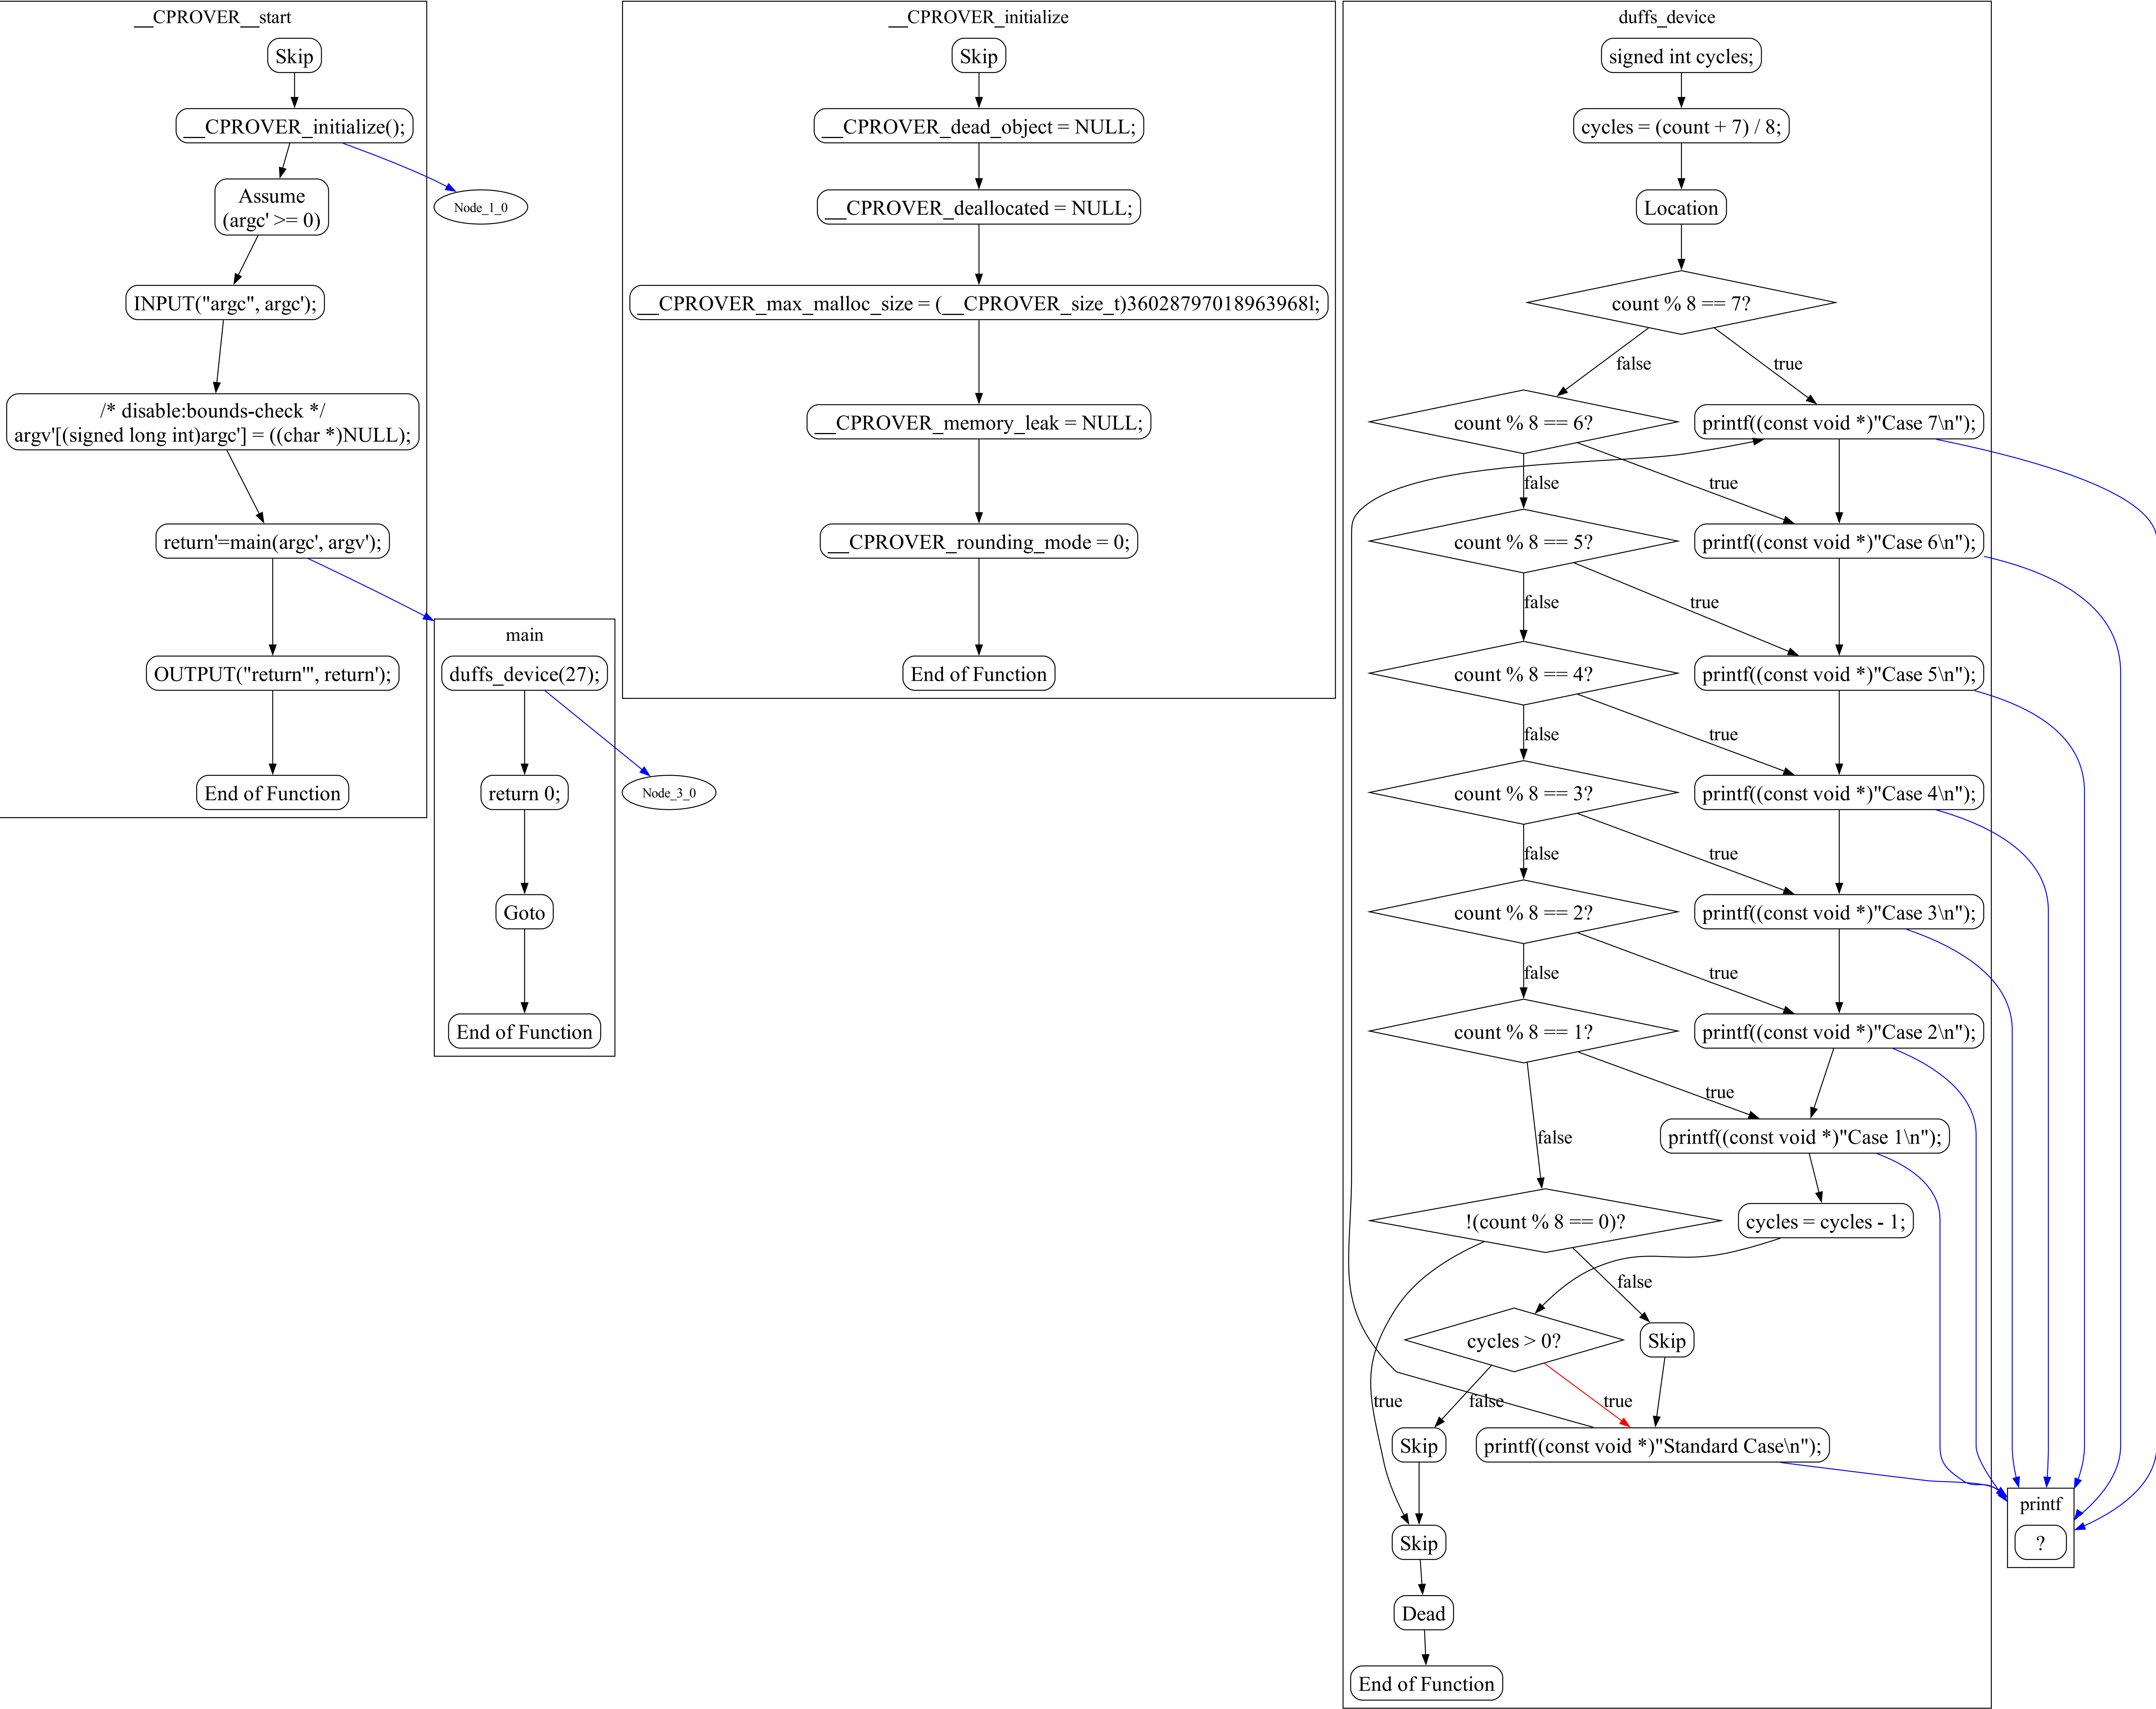 __CPROVER__start
Skip
__CPROVER_initialize();
Assume
(argc' >= 0)
INPUT("argc", argc');
/* disable:bounds-check */
argv'[(signed long int)argc'] = ((char *)NULL);
return'=main(argc', argv');
OUTPUT("return'", return');
End of Function
Node_1_0
main
duffs_device(27);
return 0;
Goto
End of Function
Node_3_0
__CPROVER_initialize
Skip
__CPROVER_dead_object = NULL;
__CPROVER_deallocated = NULL;
__CPROVER_max_malloc_size = (__CPROVER_size_t)36028797018963968l;
__CPROVER_memory_leak = NULL;
__CPROVER_rounding_mode = 0;
End of Function
duffs_device
signed int cycles;
cycles = (count + 7) / 8;
Location
count % 8 == 7?
false
true
count % 8 == 6?
printf((const void *)"Case 7\n");
false
true
count % 8 == 5?
printf((const void *)"Case 6\n");
false
true
count % 8 == 4?
printf((const void *)"Case 5\n");
false
true
count % 8 == 3?
printf((const void *)"Case 4\n");
false
true
count % 8 == 2?
printf((const void *)"Case 3\n");
false
true
count % 8 == 1?
printf((const void *)"Case 2\n");
true
false
printf((const void *)"Case 1\n");
!(count % 8 == 0)?
cycles = cycles - 1;
false
cycles > 0?
Skip
true
false
true
Skip
printf((const void *)"Standard Case\n");
Skip
Dead
End of Function
printf
?